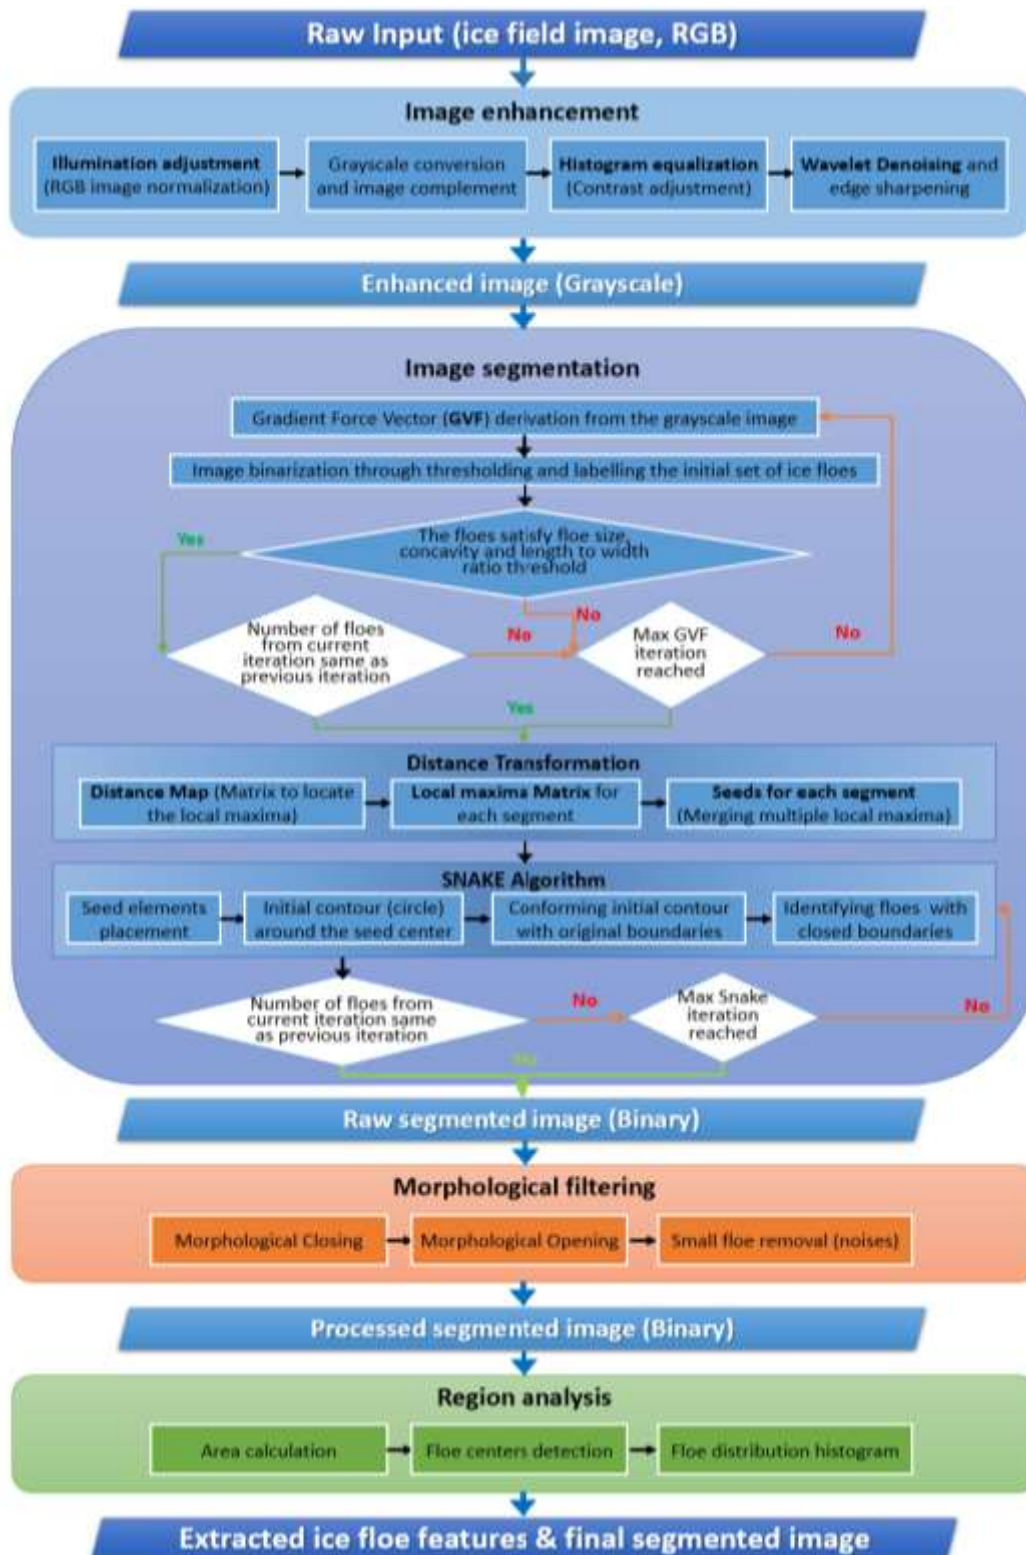 Raw Input (ice field image, RGB)
Image enhancement
Illumination adjustment
(RGB image normalization)
Grayscale conversion
and image complement
Histogram equalization
(Contrast adjustment)
Wavelet Denoising and
edge sharpening
Enhanced image (Grayscale)
Image segmentation
Gradient Force Vector (GVF) derivation from the grayscale image
Image binarization through thresholding and labelling the initial set of ice floes
Yes
The floes satisfy floe size,
concavity and length to width
ratio threshold
No
Number of floes
from current
iteration same as
previous iteration
No
Max GVF
iteration
reached
No
Yes
Distance Transformation
Distance Map (Matrix to locate
the local maxima)
Local maxima Matrix for
each segment
Seeds for each segment
(Merging multiple local maxima)
SNAKE Algorithm
Seed elements
placement
Initial contour (circle)
around the seed center
Conforming initial contour
with original boundaries
Identifying floes with
closed boundaries
Number of floes from
current iteration same
as previous iteration
No
Max Snake
iteration
reached
No
Raw segmented image (Binary)
Morphological filtering
Morphological Closing
Morphological Opening
Small floe removal (noises)
Processed segmented image (Binary)
Region analysis
Area calculation
Floe centers detection
Floe distribution histogram
Extracted ice floe features & final segmented image